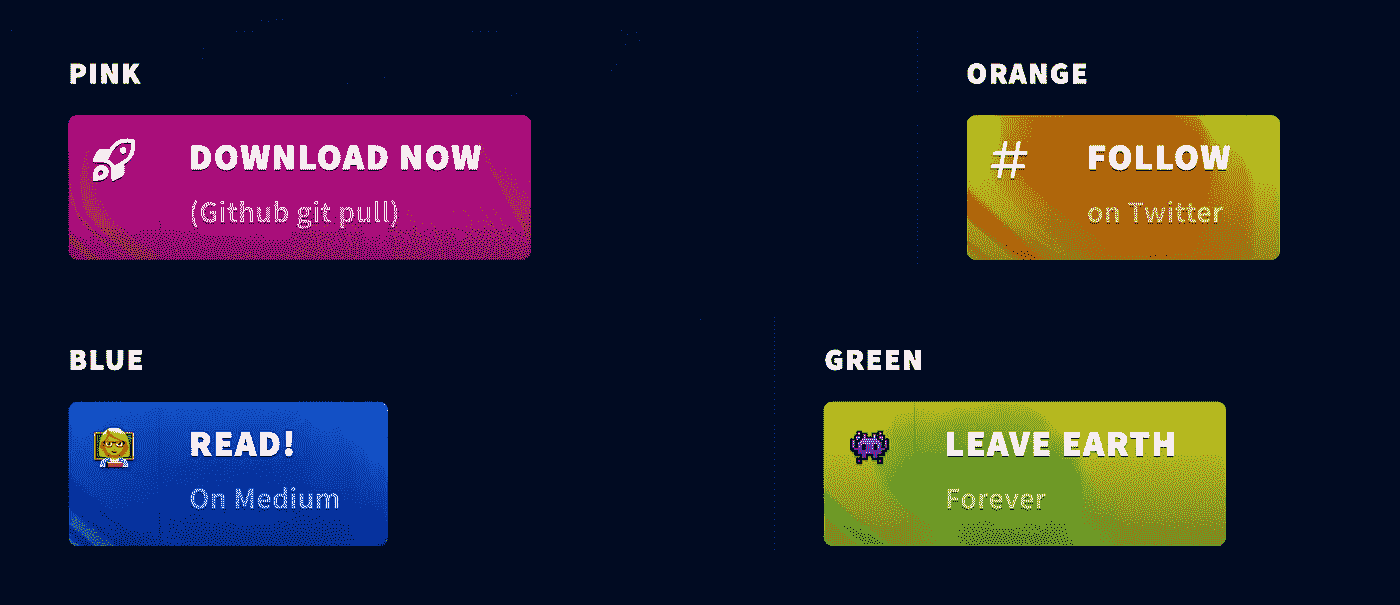 PINK
DOWNLOAD NOW
(Github git pull)
ORANGE
# FOLLOW
on Twitter
BLUE
READ!
On Medium
GREEN
LEAVE EARTH
Forever